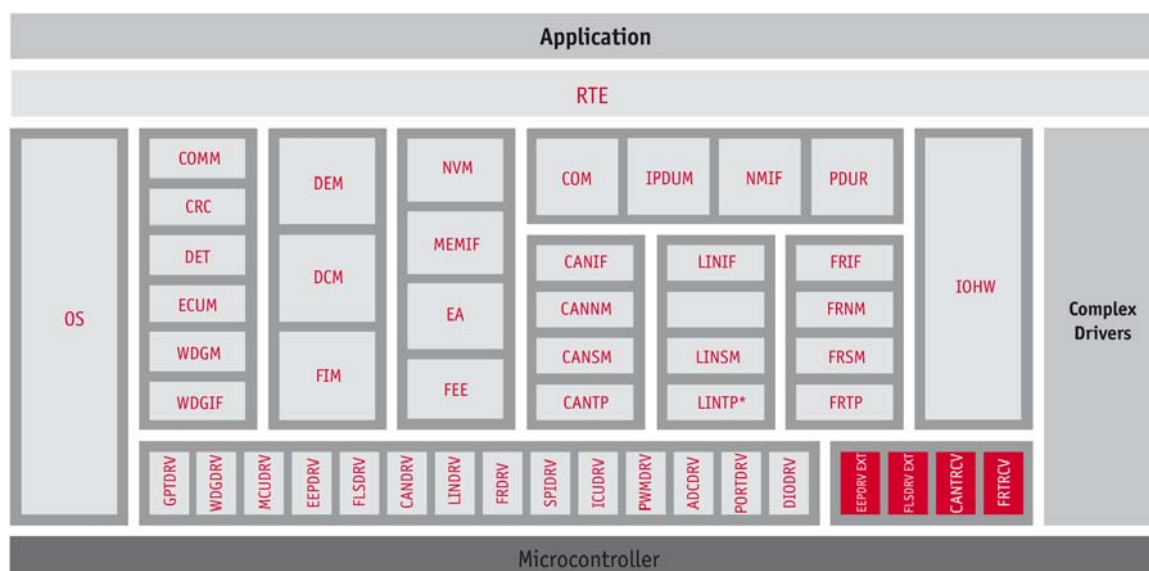 Application
RTE
OS
COMM
CRC
DET
ECUM
WDGM
WDGIF
DEM
DCM
FIM
NVM
MEMIF
EA
FEE
COM
IPDUM
NMIF
PDUR
CANIF
CANNM
CANSM
CANTP
LINIF
LINSM
LINTP*
FRIF
FRNM
FRSM
FRTP
IOHW
Complex
Drivers
GPTDRV
WDGDRV
MCUDRV
EEPDRV
FLSDRV
CANDRV
LINDRV
FRDRV
SPIDRV
ICUDRV
PWMDRV
ADCDRV
PORTDRV
DIODRV
EEPDRV EXT
FLSDRV EXT
CANTRCV
FRTRCV
Microcontroller